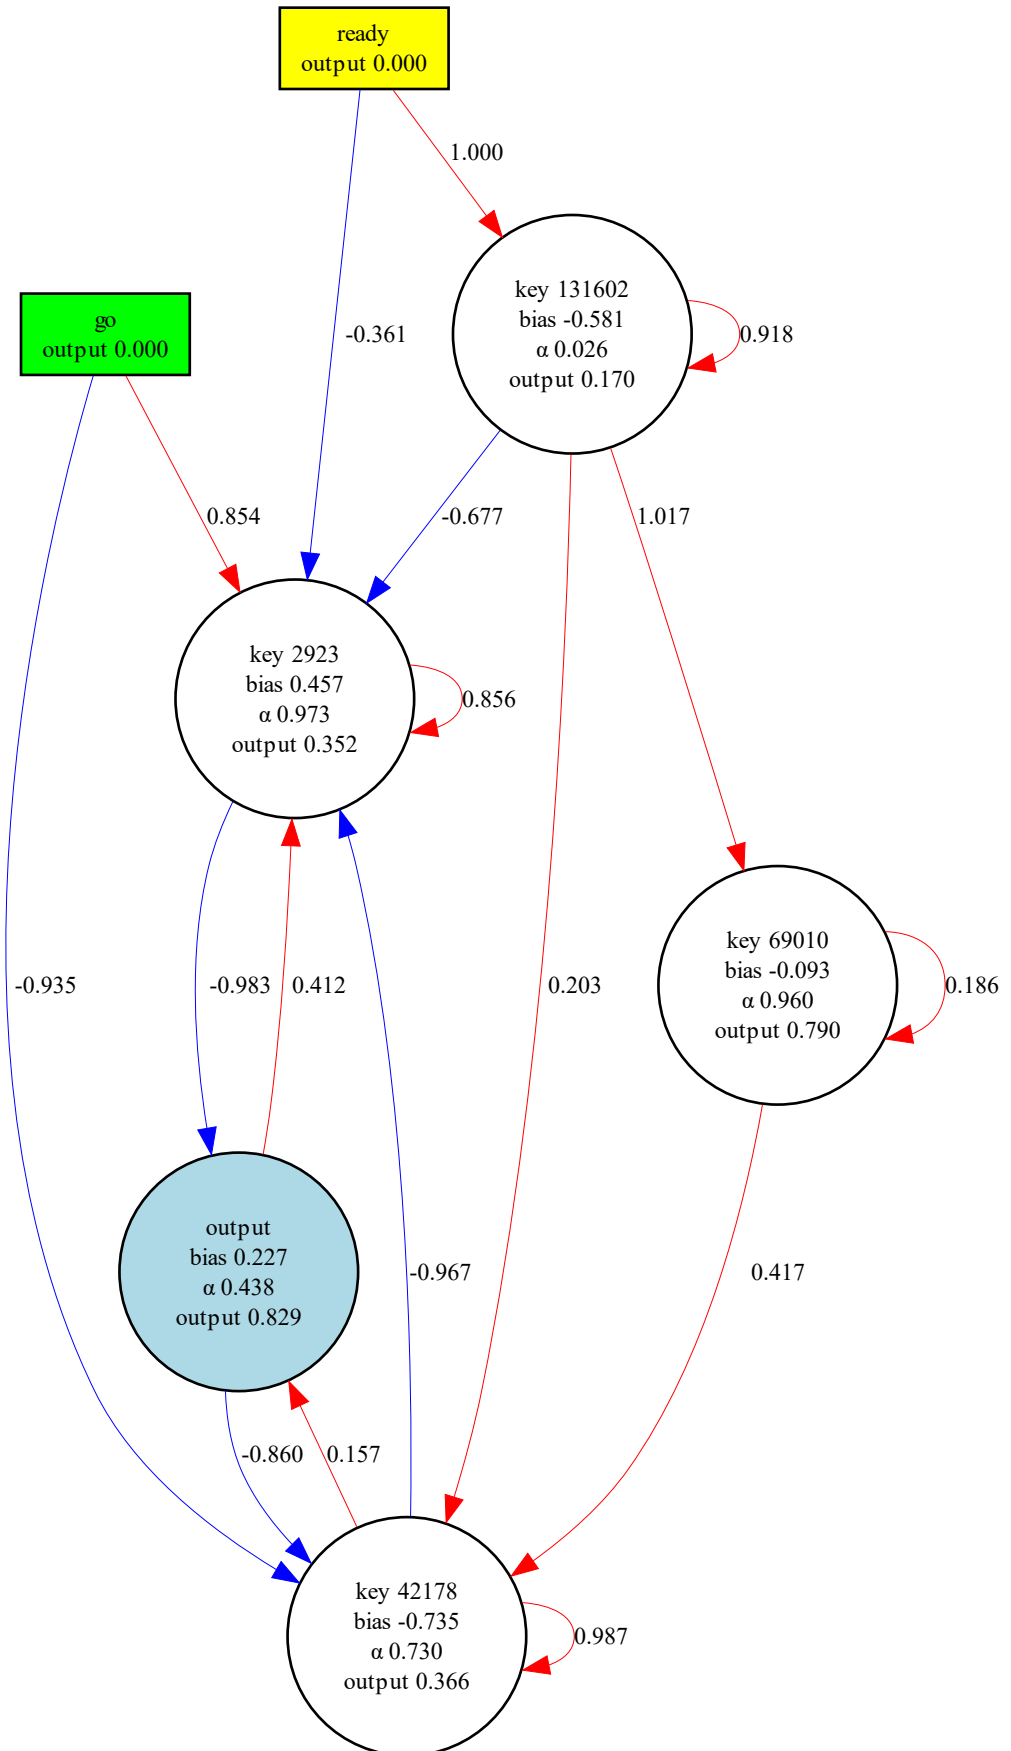 ready
output 0.000
1.000
key 131602
bias -0.581
α 0.026
output 0.170
0.918
-0.361
go
output 0.000
0.854
-0.677
1.017
key 2923
bias 0.457
α 0.973
output 0.352
0.856
-0.935
-0.983
0.412
0.203
key 69010
bias -0.093
α 0.960
output 0.790
0.186
output
bias 0.227
α 0.438
output 0.829
-0.967
0.417
-0.860
0.157
key 42178
bias -0.735
α 0.730
output 0.366
0.987